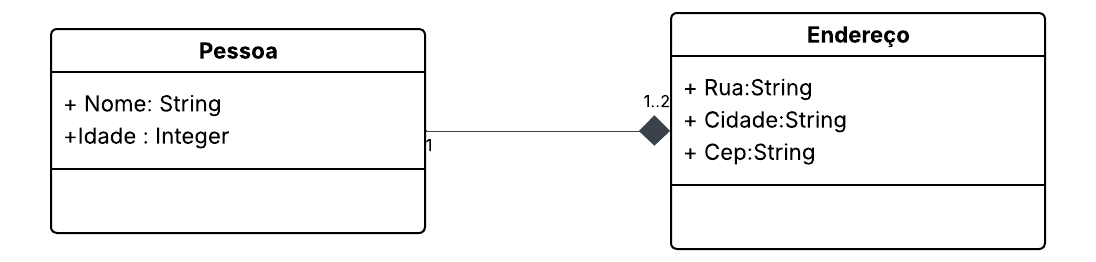 Pessoa
+ Nome: String
+Idade : Integer
1
1..2
Endereço
+ Rua:String
+ Cidade:String
+ Cep:String